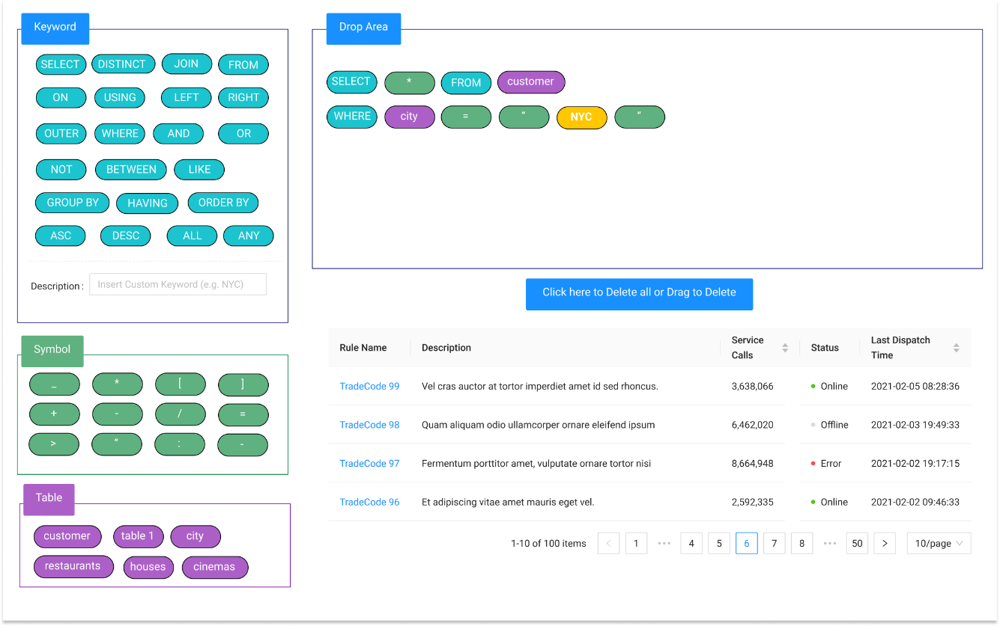 Keyword
SELECT DISTINCT JOIN FROM
ON USING LEFT RIGHT
OUTER WHERE AND OR
NOT BETWEEN LIKE
GROUP BY HAVING ORDER BY
ASC DESC ALL ANY
Description : Insert Custom Keyword (e.g. NYC)
Symbol
_ * [ ]
+ - / =
> “ : -
Table
customer table 1 city
restaurants houses cinemas
Drop Area
SELECT * FROM customer
WHERE city = “ NYC “
Click here to Delete all or Drag to Delete
Rule Name Description Service Calls Status Last Dispatch Time
TradeCode 99 Vel cras auctor at tortor imperdiet amet id sed rhoncus. 3,638,066 Online 2021-02-05 08:28:36
TradeCode 98 Quam aliquam odio ullamcorper ornare eleifend ipsum 6,462,020 Offline 2021-02-03 19:49:33
TradeCode 97 Fermentum porttitor amet, vulputate ornare tortor nisi 8,664,948 Error 2021-02-02 19:17:15
TradeCode 96 Et adipiscing vitae amet mauris eget vel. 2,592,335 Online 2021-02-02 09:46:33
1-10 of 100 items < 1 ••• 4 5 6 7 8 ••• 50 > 10/page